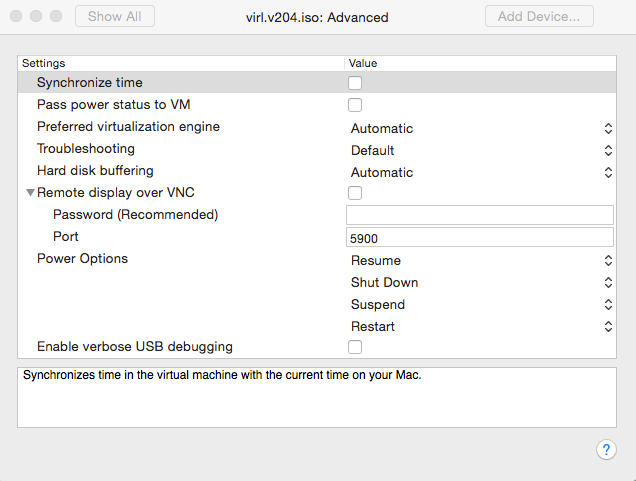 Show All
virl.v204.iso: Advanced
Add Device...
Settings Value
Synchronize time
Pass power status to VM
Preferred virtualization engine Automatic
Troubleshooting Default
Hard disk buffering Automatic
Remote display over VNC
Password (Recommended)
Port 5900
Power Options Resume
Shut Down
Suspend
Restart
Enable verbose USB debugging
Synchronizes time in the virtual machine with the current time on your Mac.
?